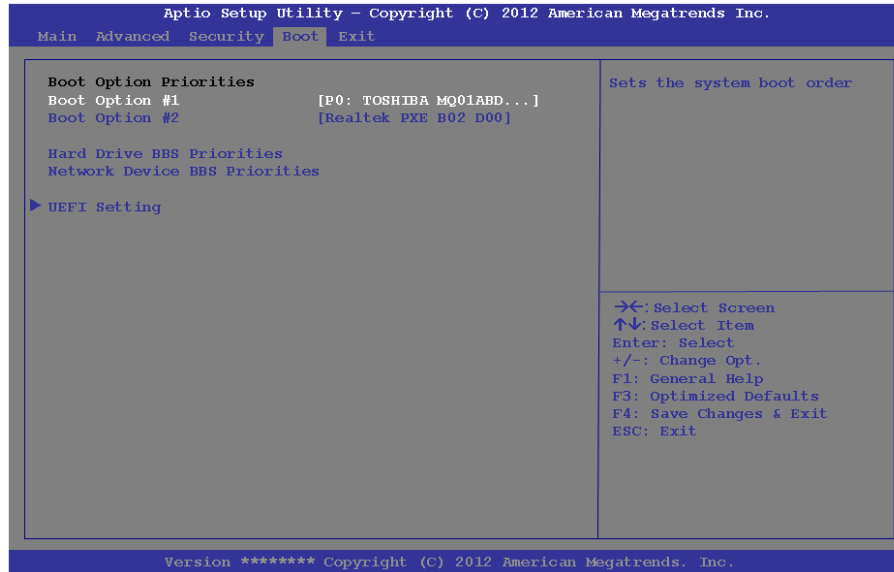 Aptio Setup Utility – Copyright (C) 2012 American Megatrends Inc.
Main Advanced Security Boot Exit
Boot Option Priorities
Boot Option #1 [P0: TOSHIBA MQ01ABD...]
Boot Option #2 [Realtek PXE B02 D00]
Hard Drive BBS Priorities
Network Device BBS Priorities
UEFI Setting
Sets the system boot order
→←: Select Screen
↑↓: Select Item
Enter: Select
+/-: Change Opt.
F1: General Help
F3: Optimized Defaults
F4: Save Changes & Exit
ESC: Exit
Version ******** Copyright (C) 2012 American Megatrends. Inc.